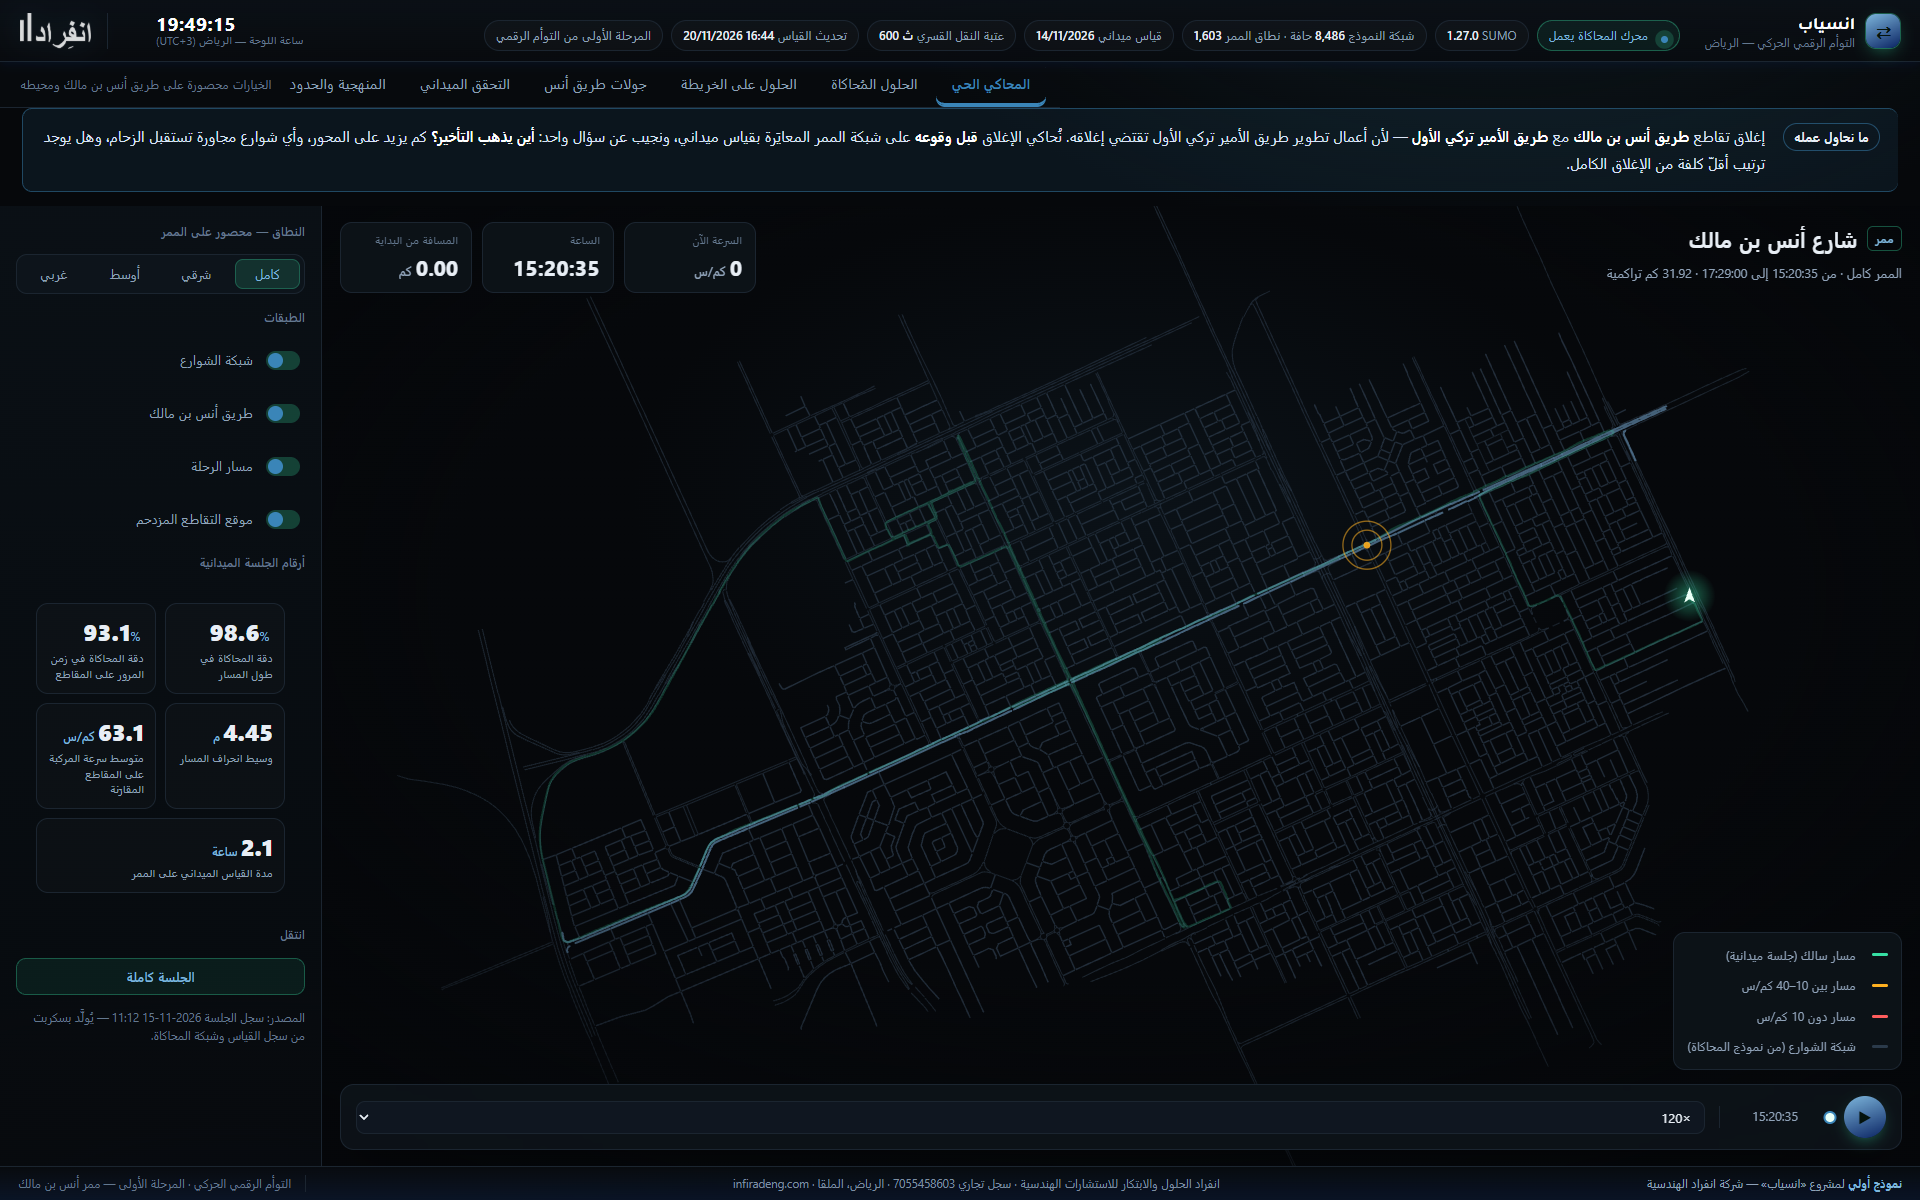 انسياب
التوأم الرقمي الحركي — الرياض
محرك المحاكاة يعمل
SUMO 1.27.0
شبكة النموذج 8,486 حافة · نطاق الممر 1,603
قياس ميداني 14/11/2026
عتبة النقل القسري 600 ث
تحديث القياس 16:44 20/11/2026
المرحلة الأولى من التوأم الرقمي
19:49:15
ساعة اللوحة — الرياض (UTC+3)
انفِراداا
المحاكي الحي
الحلول المُحاكاة
الحلول على الخريطة
جولات طريق أنس
التحقق الميداني
المنهجية والحدود
الخيارات محصورة على طريق أنس بن مالك ومحيطه
ما نحاول عمله
إغلاق تقاطع طريق أنس بن مالك مع طريق الأمير تركي الأول — لأن أعمال تطوير طريق الأمير تركي الأول تقتضي إغلاقه. نُحاكي الإغلاق قبل وقوعه على شبكة الممر المعايَرة بقياس ميداني، ونجيب عن سؤال واحد: أين يذهب التأخير؟ كم يزيد على المحور، وأي شوارع مجاورة تستقبل الزحام، وهل يوجد
ترتيب أقلّ كلفة من الإغلاق الكامل.
ممر
شارع أنس بن مالك
الممر كامل · من 15:20:35 إلى 17:29:00 · 31.92 كم تراكمية
السرعة الآن
0 كم/س
الساعة
15:20:35
المسافة من البداية
0.00 كم
النطاق — محصور على الممر
كامل
شرقي
أوسط
غربي
الطبقات
شبكة الشوارع
طريق أنس بن مالك
مسار الرحلة
موقع التقاطع المزدحم
أرقام الجلسة الميدانية
98.6%
دقة المحاكاة في
طول المسار
93.1%
دقة المحاكاة في زمن
المرور على المقاطع
4.45 م
وسيط انحراف المسار
63.1 كم/س
متوسط سرعة المركبة
على المقاطع
المقارنة
2.1 ساعة
مدة القياس الميداني على الممر
انتقل
الجلسة كاملة
المصدر: سجل الجلسة 2026-11-15 11:12 — يُولَّد بسكربت
من سجل القياس وشبكة المحاكاة.
مسار سالك (جلسة ميدانية)
مسار بين 10–40 كم/س
مسار دون 10 كم/س
شبكة الشوارع (من نموذج المحاكاة)
15:20:35
120×
نموذج أولي لمشروع «انسياب» — شركة انفراد الهندسية
انفراد الحلول والابتكار للاستشارات الهندسية · سجل تجاري 7055458603 · الرياض، الملقا · infiradeng.com
التوأم الرقمي الحركي · المرحلة الأولى — ممر أنس بن مالك